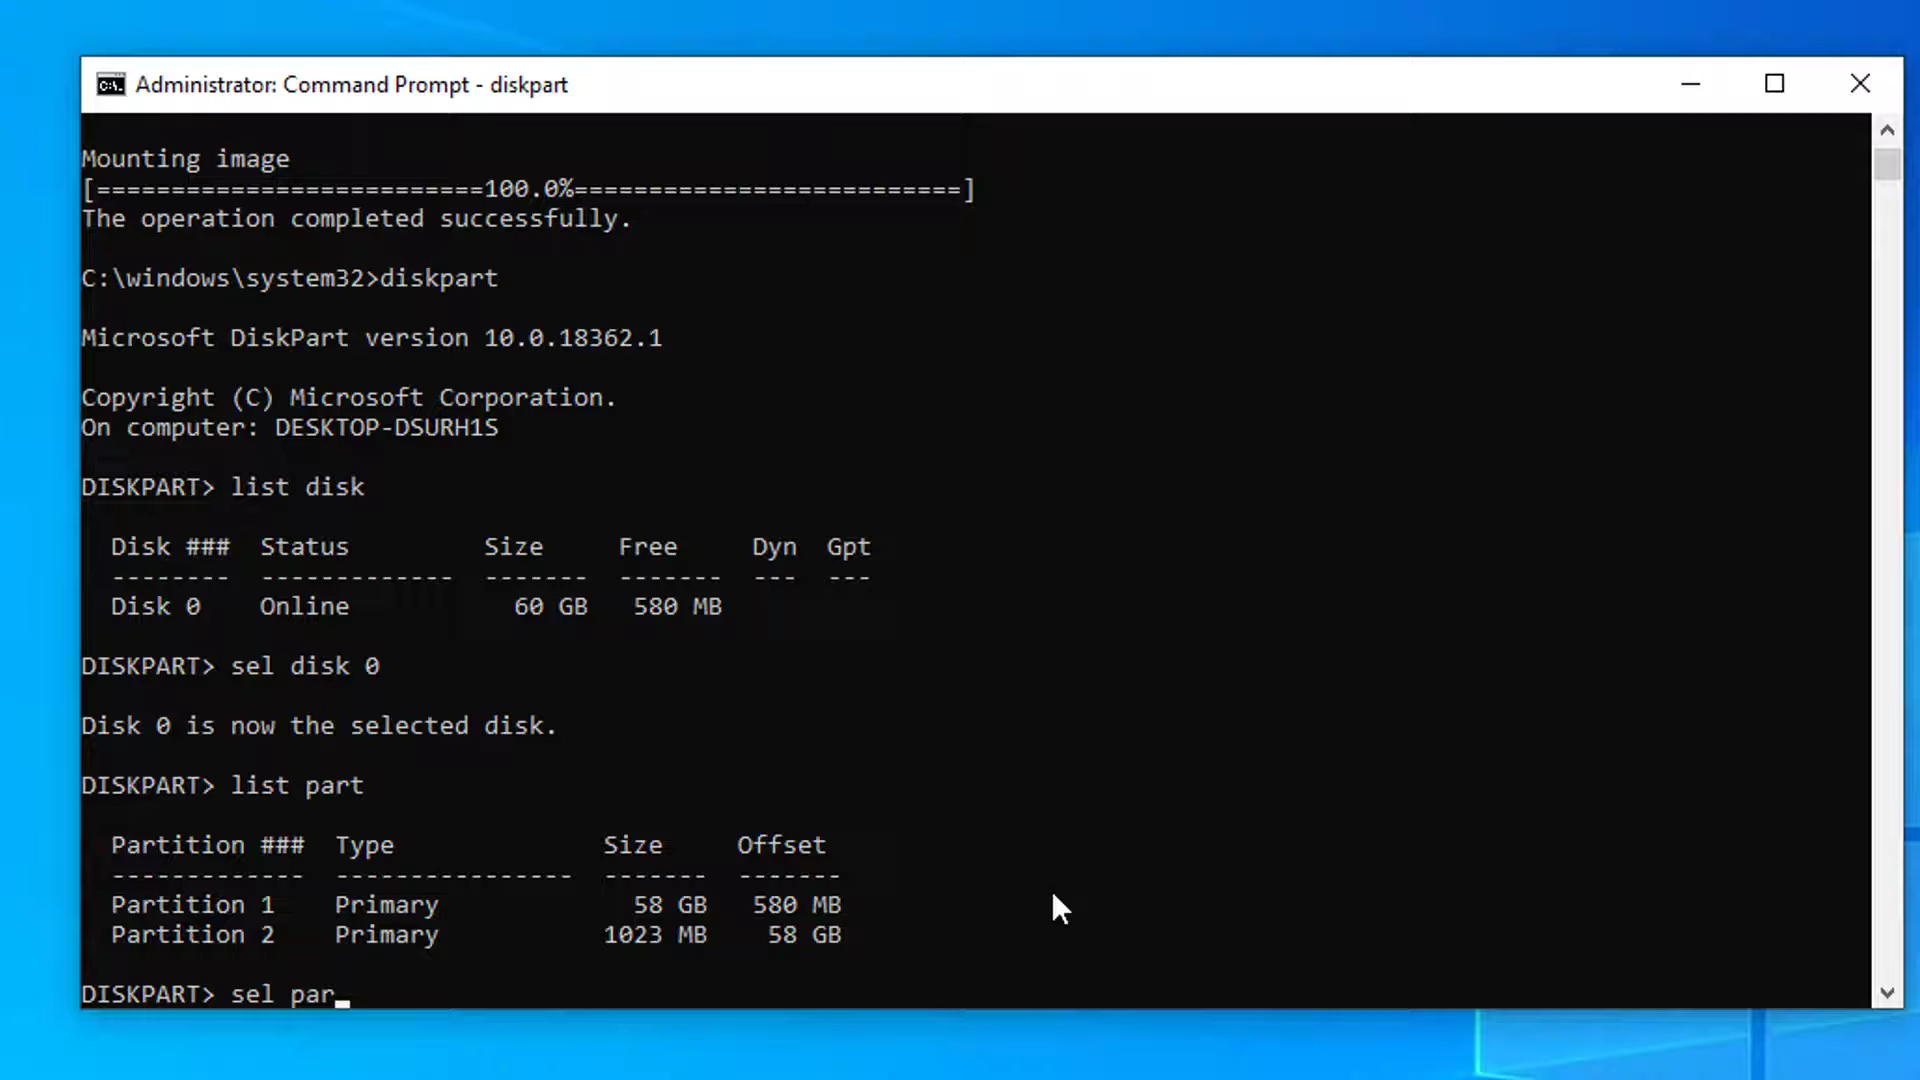 Administrator: Command Prompt - diskpart
Mounting image
[==========================100.0%==========================]
The operation completed successfully.
C:\windows\system32>diskpart
Microsoft DiskPart version 10.0.18362.1
Copyright (C) Microsoft Corporation.
On computer: DESKTOP-DSURH1S
DISKPART> list disk
  Disk ###  Status         Size     Free     Dyn  Gpt
  --------  -------------  -------  -------  ---  ---
  Disk 0    Online           60 GB   580 MB
DISKPART> sel disk 0
Disk 0 is now the selected disk.
DISKPART> list part
  Partition ###  Type              Size     Offset
  -------------  ----------------  -------  -------
  Partition 1    Primary             58 GB   580 MB
  Partition 2    Primary           1023 MB    58 GB
DISKPART> sel par_